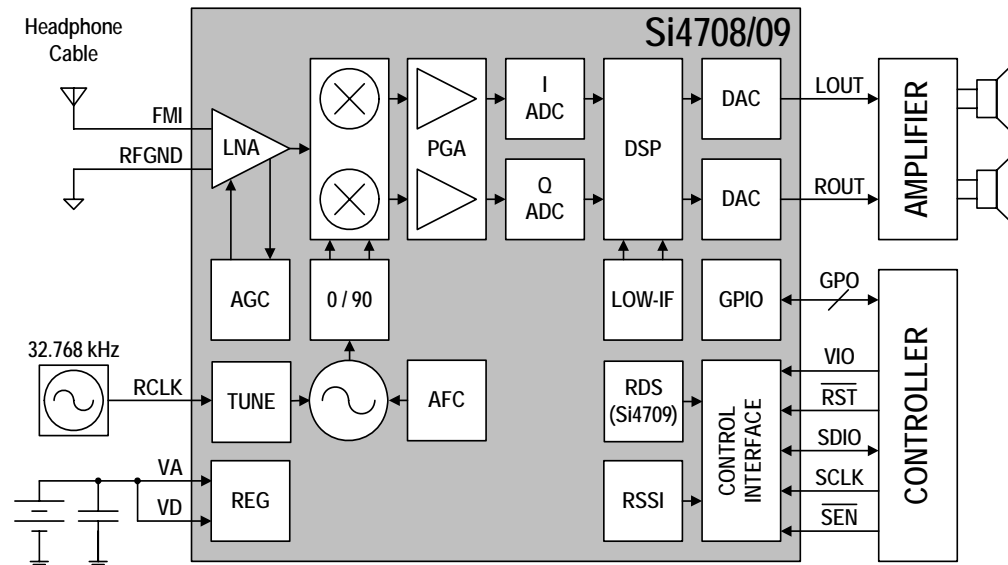 Headphone
Cable
Si4708/09
FMI
RFGND
LNA
PGA
I
ADC
Q
ADC
DSP
DAC
DAC
LOUT
ROUT
AMPLIFIER
AGC
0 / 90
LOW-IF
GPIO
GPO
CONTROLLER
32.768 kHz
RCLK
TUNE
AFC
RDS
(Si4709)
CONTROL
INTERFACE
VIO
RST
SDIO
SCLK
SEN
VA
VD
REG
RSSI